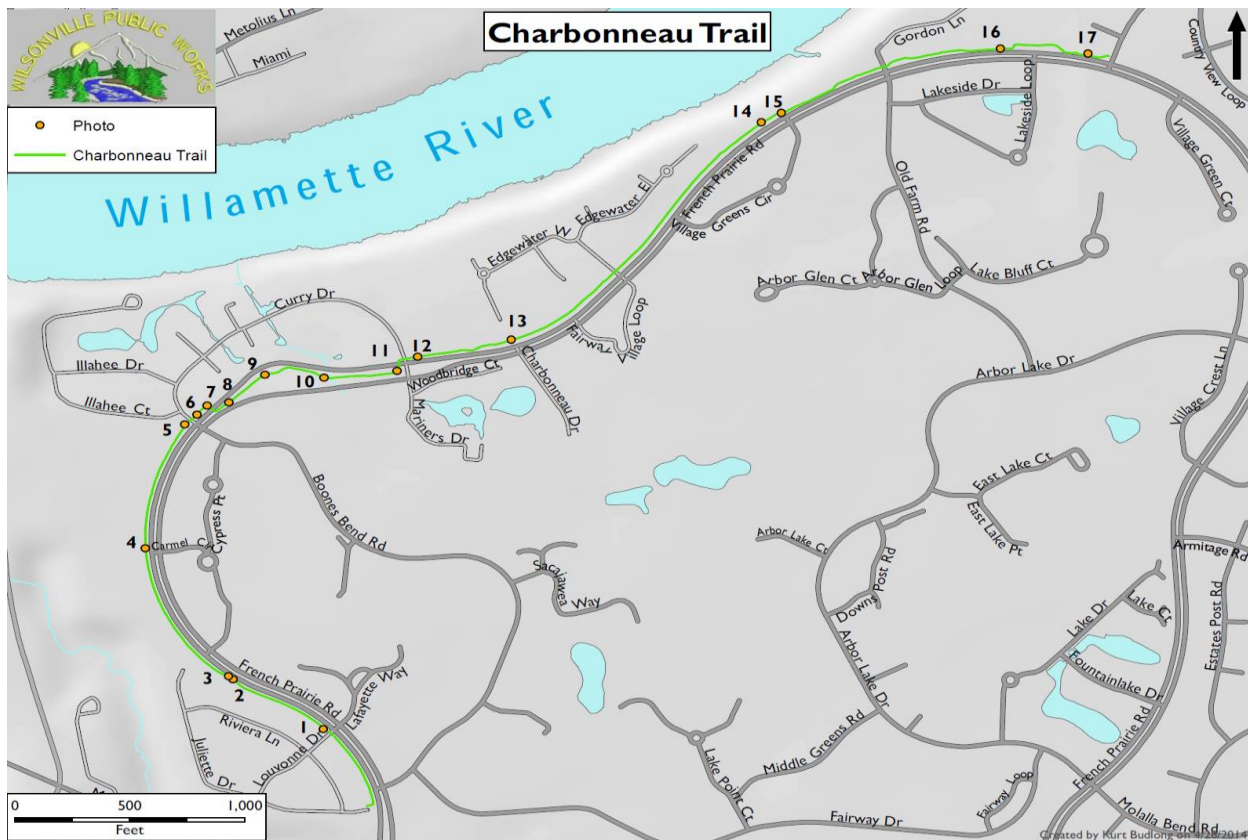 WILSONVILLE PUBLIC WORKS
Charbonneau Trail
Photo
Charbonneau Trail
Metolius Ln
Miami
Willamette River
Gordon Ln
16
17
County View Loop
Lakeside Dr
Lakeside Loop
14
15
French Prairie Rd
Village Greens Cir
Village Green Ct
Old Farm Rd
Edgewater W
Edgewater E
Lake Bluff Ct
Arbor Glen Ct
Arbor Glen Loop
Curry Dr
13
12
11
Fairway Village Loop
Charbonneau Dr
Woodbridge Ct
Mariners Dr
Illahee Dr
Illahee Ct
9
10
8
7
6
5
Arbor Lake Dr
Village Crest Ln
East Lake Ct
East Lake Pt
Boones Bend Rd
Cypress Pt
4
Carmel Cir
Sacajawea Way
Arbor Lake Ct
Downs Post Rd
Armitage Rd
Lake Dr
Lake Ct
Estates Post Rd
Fountainlake Dr
Arbor Lake Dr
French Prairie Rd
3
2
1
Lafayette Way
Riviera Ln
Louvonne Dr
Juliette Dr
Middle Greens Rd
Lake Point Ct
French Prairie Rd
Fairway Loop
Fairway Dr
Molalla Bend Rd
0 500 1,000
Feet
Created by Kurt Budlong on 4/28/2014